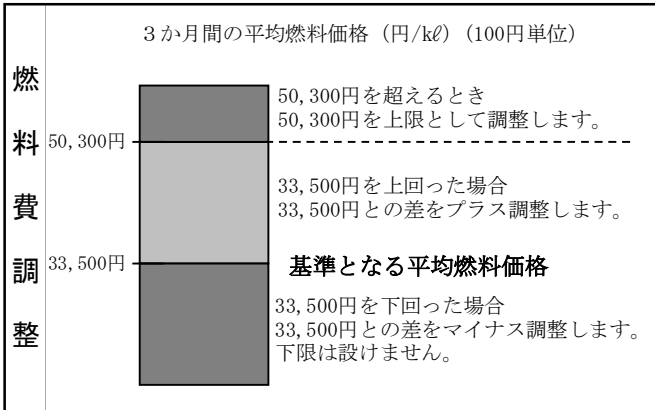 ３か月間の平均燃料価格（円/kℓ）(100円単位）
燃料費調整
50,300円を超えるとき
50,300円を上限として調整します。
50,300円
33,500円を上回った場合
33,500円との差をプラス調整します。
33,500円
基準となる平均燃料価格
33,500円を下回った場合
33,500円との差をマイナス調整します。
下限は設けません。